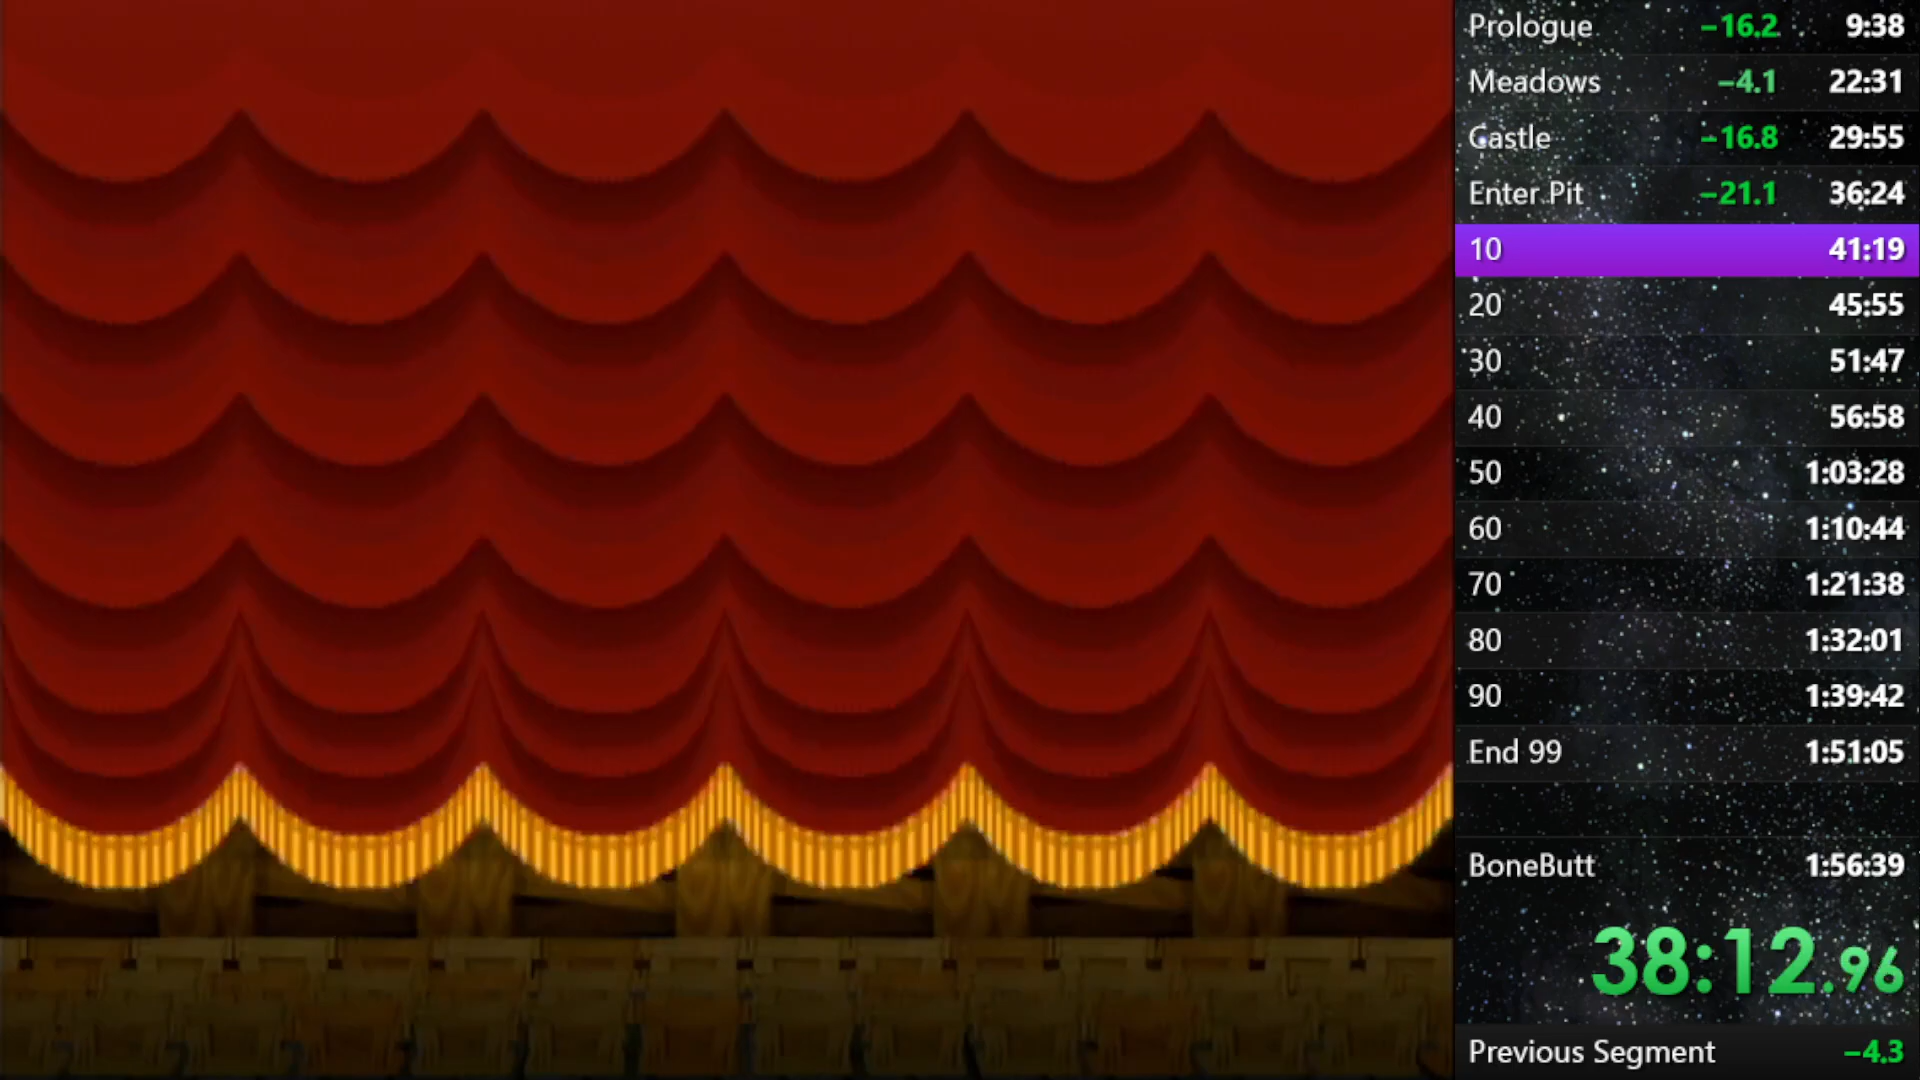 Prologue −16.2 9:38
Meadows −4.1 22:31
Castle −16.8 29:55
Enter Pit −21.1 36:24
10 41:19
20 45:55
30 51:47
40 56:58
50 1:03:28
60 1:10:44
70 1:21:38
80 1:32:01
90 1:39:42
End 99 1:51:05
BoneButt 1:56:39
38:12.96
Previous Segment −4.3